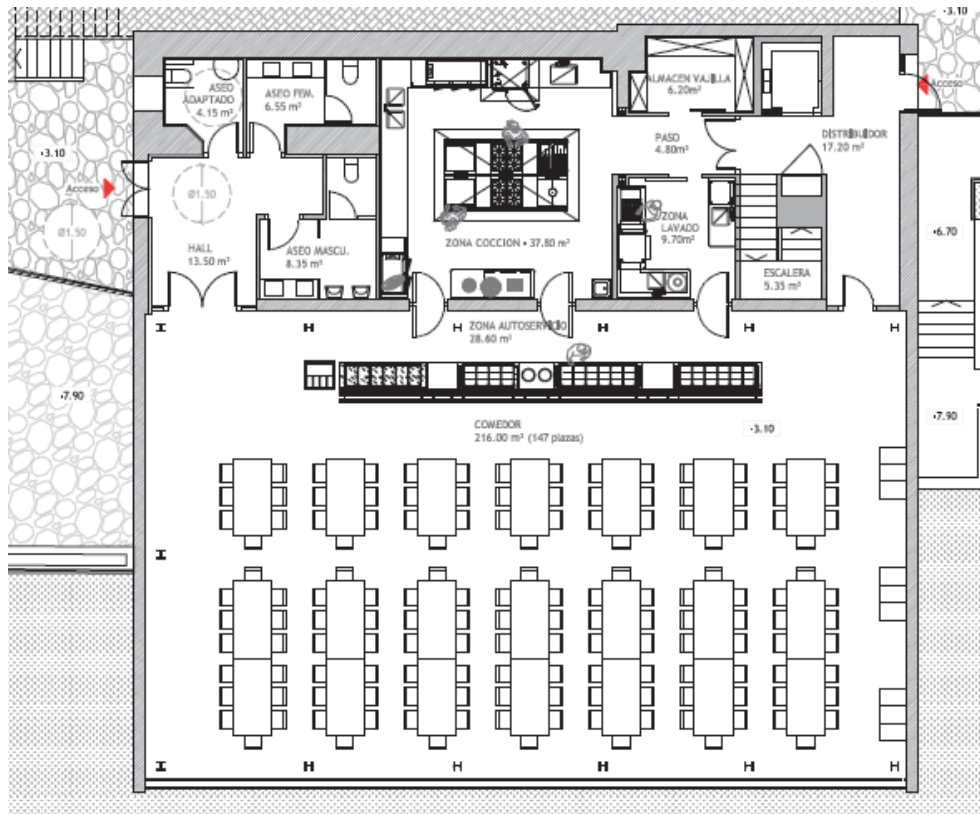 -3.10
ASEO
ADAPTADO
4.15 m²
ASEO FEM.
6.55 m²
ALMACEN VAJILLA
6.20m²
Acceso
PASO
4.80m²
DISTRIBUIDOR
17.20 m²
-3.10
Acceso
Ø1.50
Ø1.50
HALL
13.50 m²
ASEO MASCU.
8.35 m²
ZONA COCCION • 37.80 m²
ZONA
LAVADO
9.70m²
-6.70
ESCALERA
5.35 m²
ZONA AUTOSERVICIO
28.60 m²
-7.90
COMEDOR
216.00 m² (147 plazas)
-3.10
-7.90